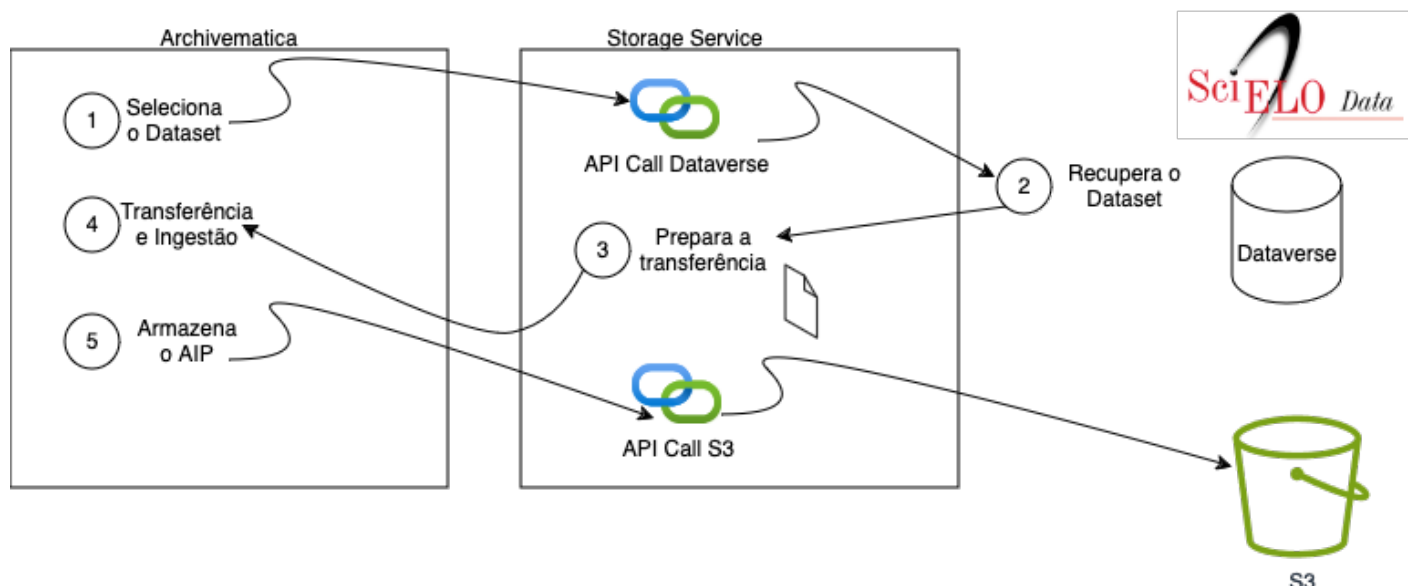 Archivematica
Storage Service
SciELO Data
1
Seleciona
o Dataset
API Call Dataverse
2
Recupera o
Dataset
4
Transferência
e Ingestão
3
Prepara a
transferência
Dataverse
5
Armazena
o AIP
API Call S3
S3